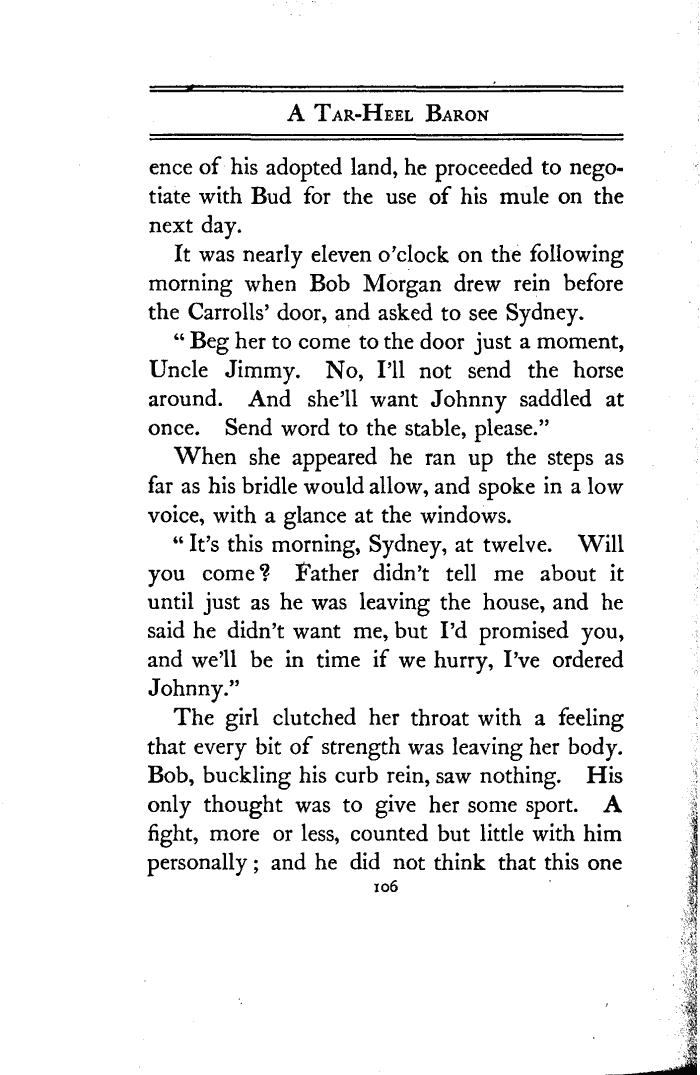 A Tar-Heel Baron
ence of his adopted land, he proceeded to nego-
tiate with Bud for the use of his mule on the
next day.
It was nearly eleven o'clock on the following
morning when Bob Morgan drew rein before
the Carrolls' door, and asked to see Sydney.
“Beg her to come to the door just a moment,
Uncle Jimmy. No, I'll not send the horse
around. And she'll want Johnny saddled at
once. Send word to the stable, please.”
When she appeared he ran up the steps as
far as his bridle would allow, and spoke in a low
voice, with a glance at the windows.
“It's this morning, Sydney, at twelve. Will
you come? Father didn't tell me about it
until just as he was leaving the house, and he
said he didn't want me, but I'd promised you,
and we'll be in time if we hurry, I've ordered
Johnny.”
The girl clutched her throat with a feeling
that every bit of strength was leaving her body.
Bob, buckling his curb rein, saw nothing. His
only thought was to give her some sport. A
fight, more or less, counted but little with him
personally; and he did not think that this one
106